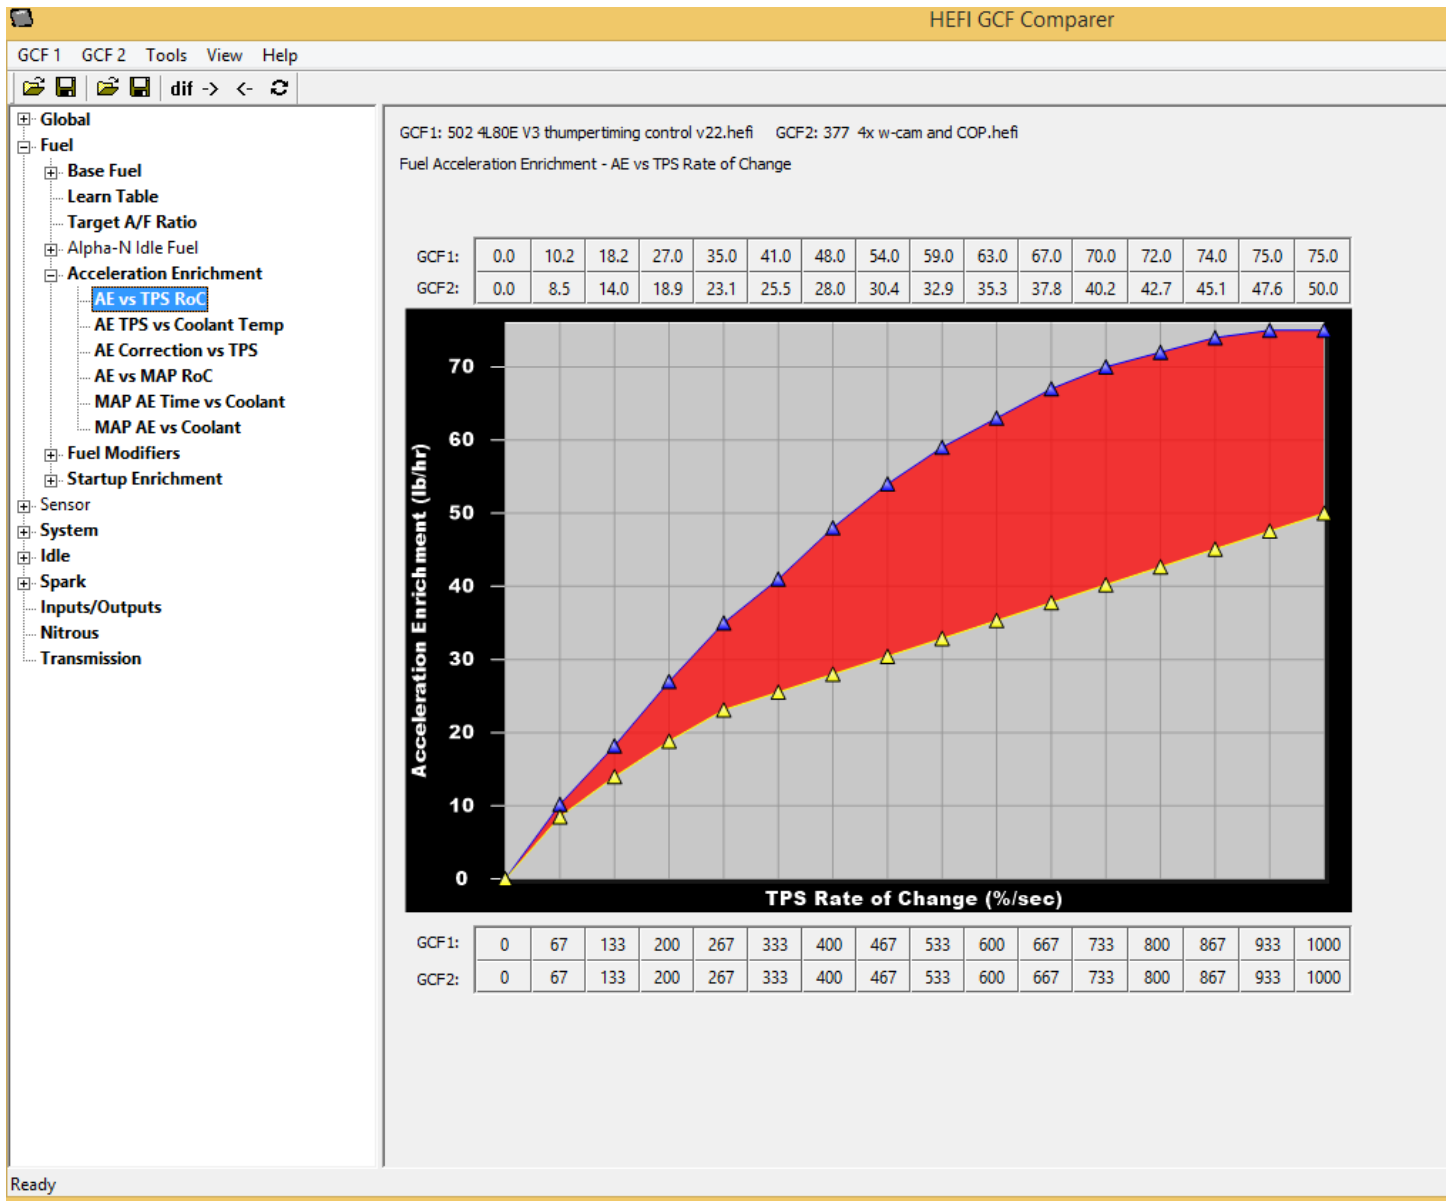 HEFI GCF Comparer
GCF 1 GCF 2 Tools View Help
dif -> <-
Global
Fuel
Base Fuel
Learn Table
Target A/F Ratio
Alpha-N Idle Fuel
Acceleration Enrichment
AE vs TPS RoC
AE TPS vs Coolant Temp
AE Correction vs TPS
AE vs MAP RoC
MAP AE Time vs Coolant
MAP AE vs Coolant
Fuel Modifiers
Startup Enrichment
Sensor
System
Idle
Spark
Inputs/Outputs
Nitrous
Transmission
GCF1: 502 4L80E V3 thumpertiming control v22.hefi GCF2: 377 4x w-cam and COP.hefi
Fuel Acceleration Enrichment - AE vs TPS Rate of Change
GCF1: 0.0 10.2 18.2 27.0 35.0 41.0 48.0 54.0 59.0 63.0 67.0 70.0 72.0 74.0 75.0 75.0
GCF2: 0.0 8.5 14.0 18.9 23.1 25.5 28.0 30.4 32.9 35.3 37.8 40.2 42.7 45.1 47.6 50.0
Acceleration Enrichment (lb/hr)
70
60
50
40
30
20
10
0
TPS Rate of Change (%/sec)
GCF1: 0 67 133 200 267 333 400 467 533 600 667 733 800 867 933 1000
GCF2: 0 67 133 200 267 333 400 467 533 600 667 733 800 867 933 1000
Ready